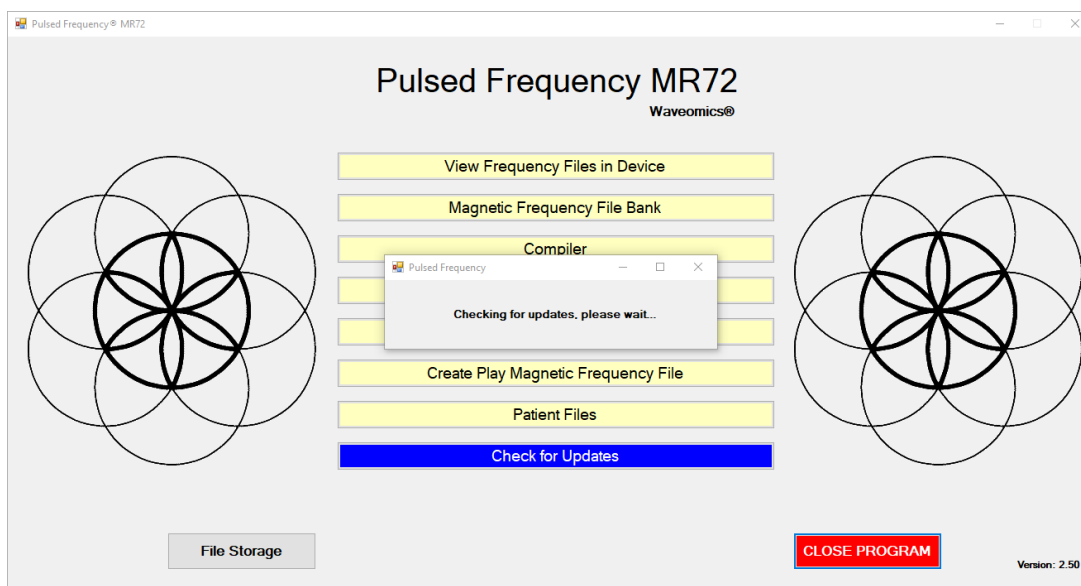 Pulsed Frequency® MR72
Pulsed Frequency MR72
Waveomics®
View Frequency Files in Device
Magnetic Frequency File Bank
Compiler
Pulsed Frequency
Checking for updates, please wait...
Create Play Magnetic Frequency File
Patient Files
Check for Updates
File Storage
CLOSE PROGRAM
Version: 2.50